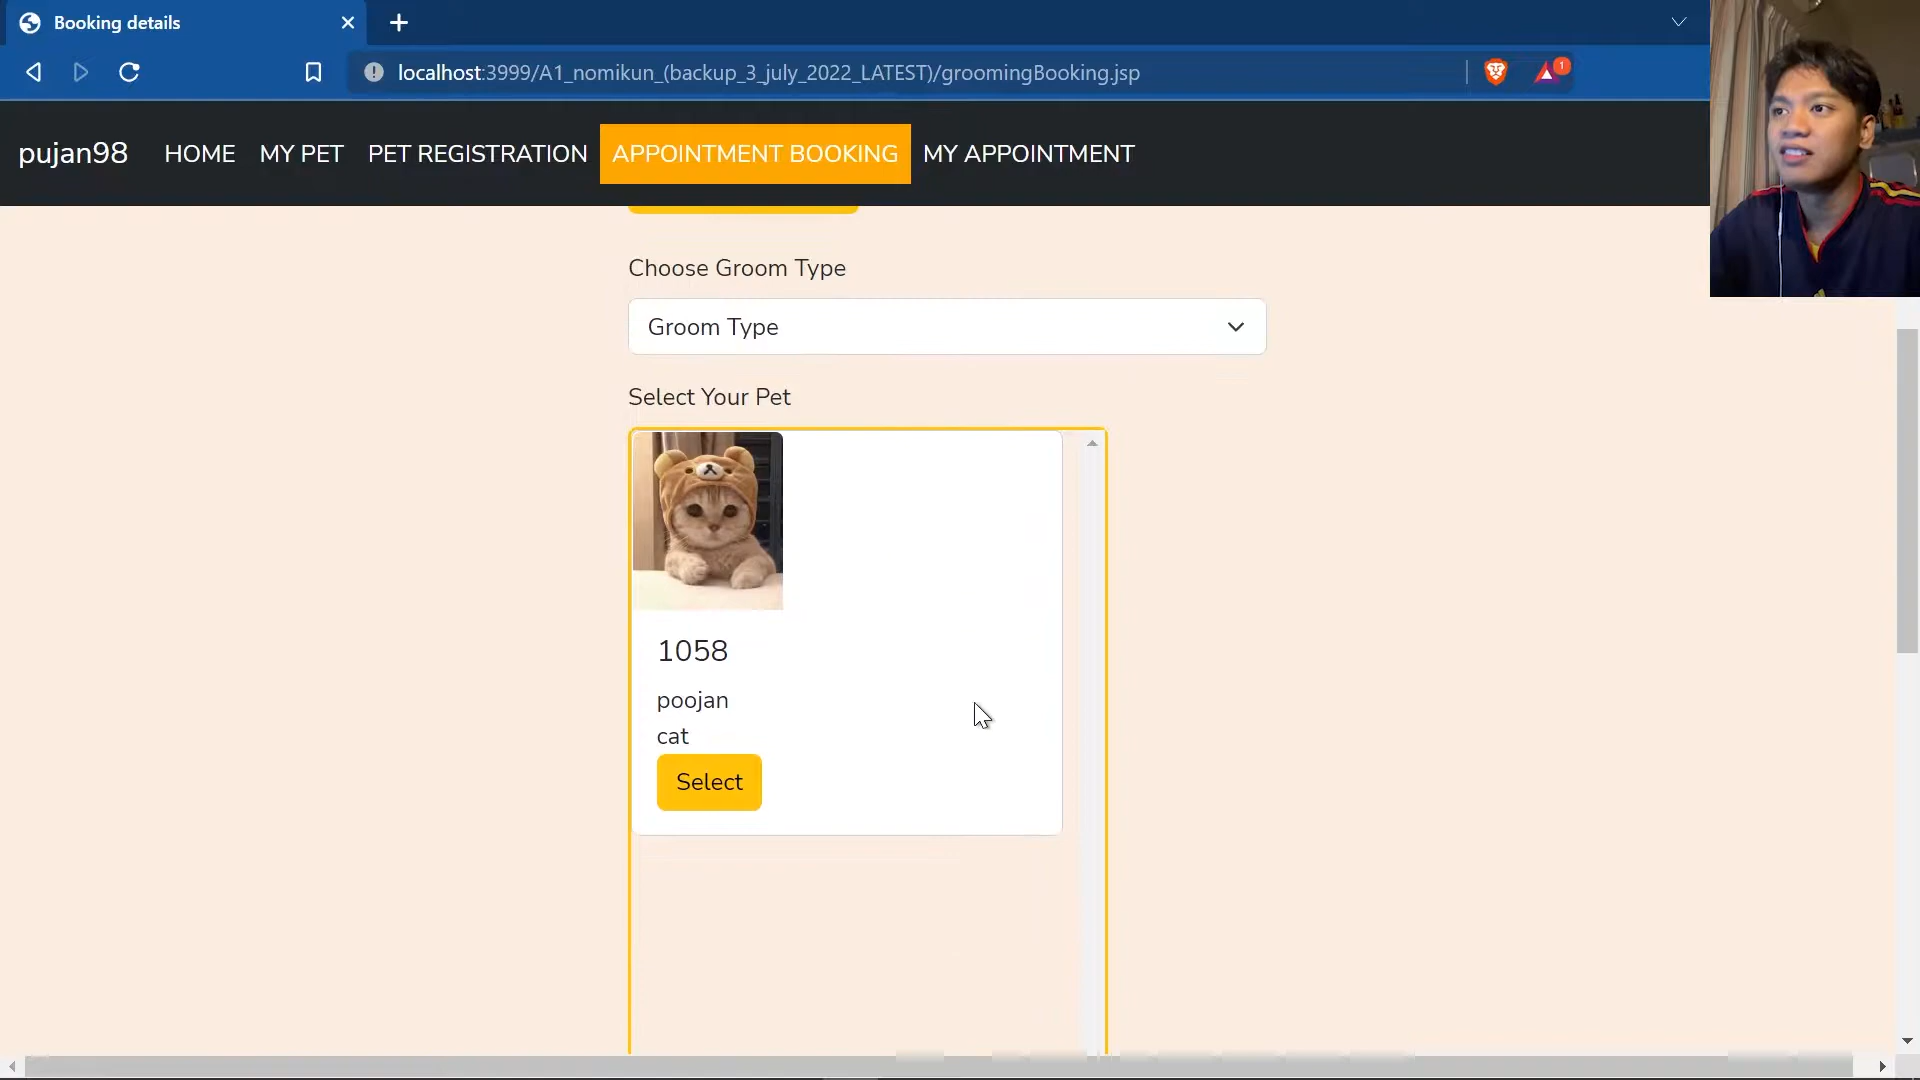 Booking details
localhost:3999/A1_nomikun_(backup_3_july_2022_LATEST)/groomingBooking.jsp
1
pujan98 HOME MY PET PET REGISTRATION APPOINTMENT BOOKING MY APPOINTMENT
Choose Groom Type
Groom Type
Select Your Pet
1058
poojan
cat
Select